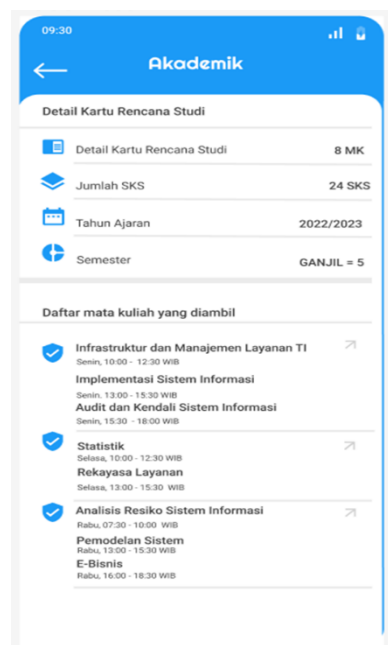 09:30
Akademik
Detail Kartu Rencana Studi
Detail Kartu Rencana Studi 8 MK
Jumlah SKS 24 SKS
Tahun Ajaran 2022/2023
Semester GANJIL = 5
Daftar mata kuliah yang diambil
Infrastruktur dan Manajemen Layanan TI
Senin, 10:00 - 12:30 WIB
Implementasi Sistem Informasi
Senin. 13:00 - 15:30 WIB
Audit dan Kendali Sistem Informasi
Senin, 15:30 - 18:00 WIB
Statistik
Selasa, 10:00 - 12:30 WIB
Rekayasa Layanan
Selasa, 13:00 - 15:30 WIB
Analisis Resiko Sistem Informasi
Rabu, 07:30 - 10:00 WIB
Pemodelan Sistem
Rabu, 13:00 - 15:30 WIB
E-Bisnis
Rabu, 16:00 - 18:30 WIB